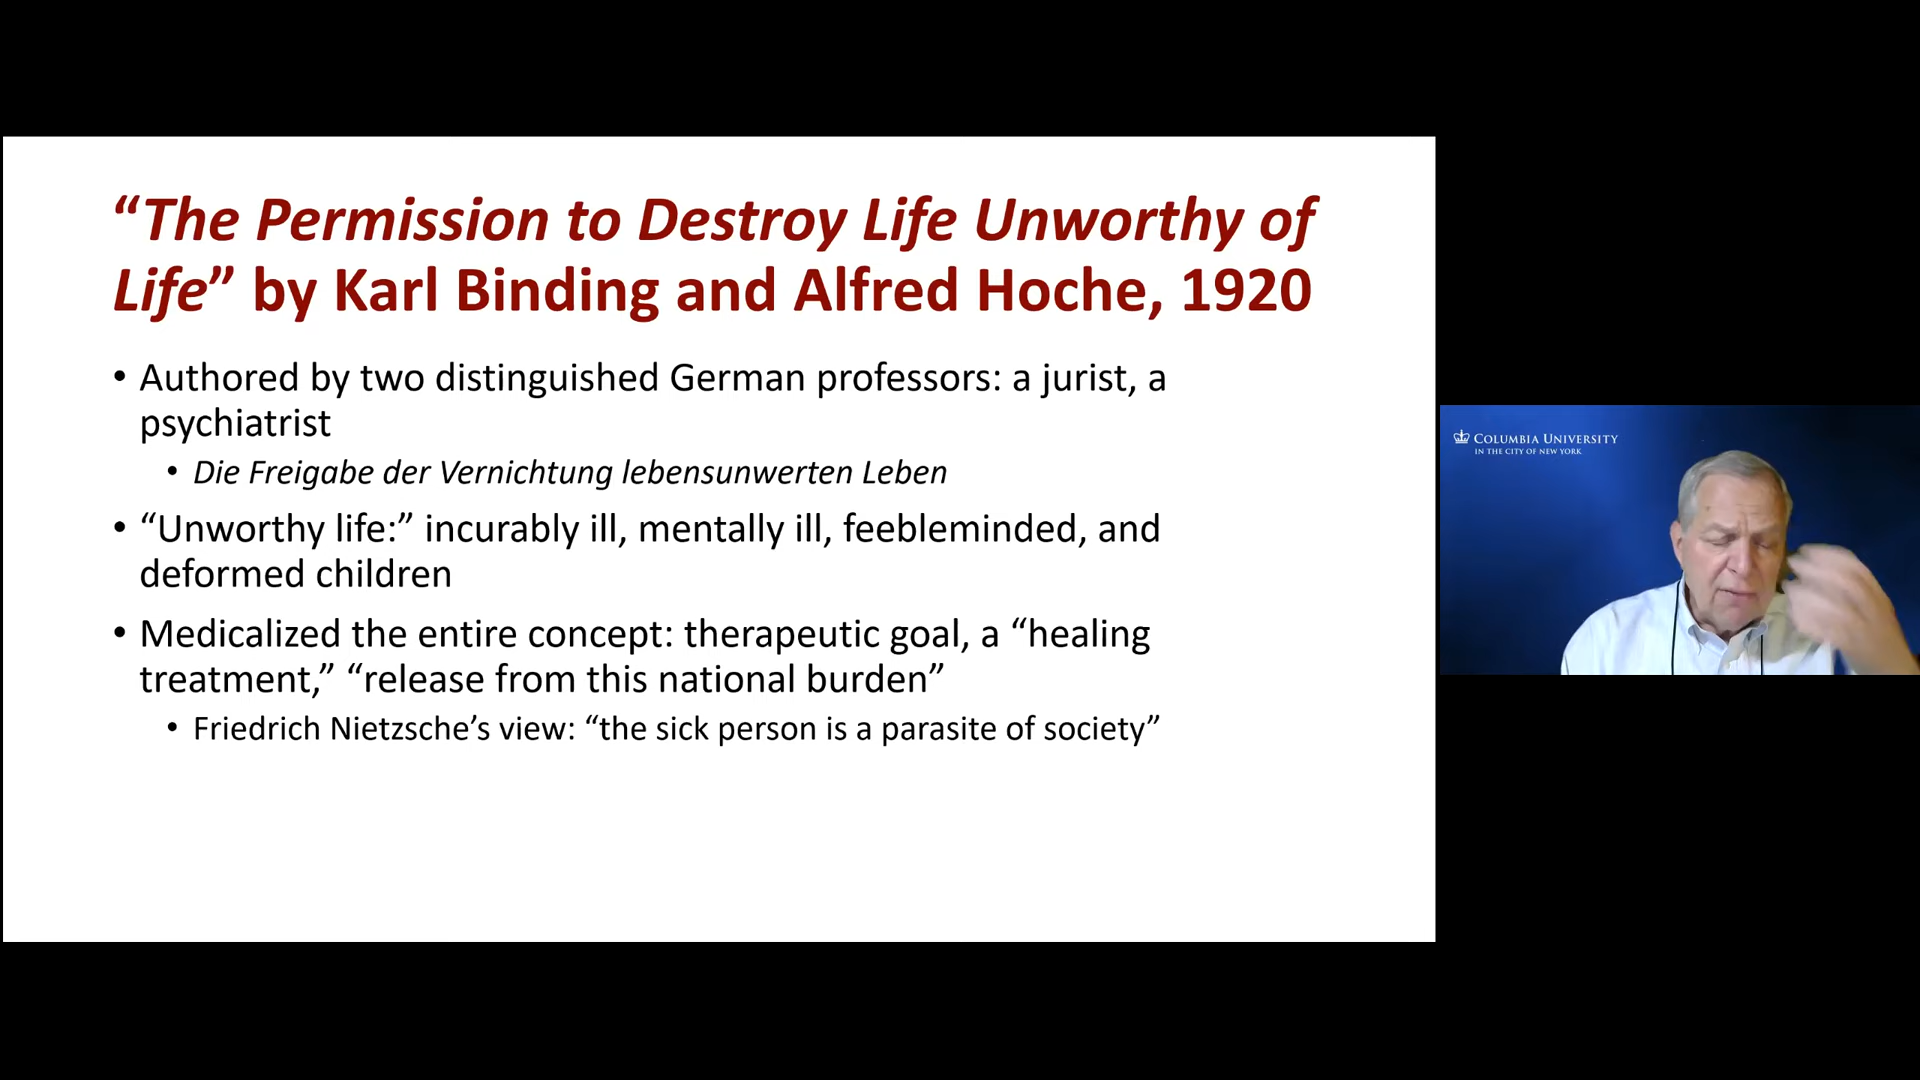 “The Permission to Destroy Life Unworthy of
Life” by Karl Binding and Alfred Hoche, 1920
• Authored by two distinguished German professors: a jurist, a
psychiatrist
• Die Freigabe der Vernichtung lebensunwerten Leben
• “Unworthy life:” incurably ill, mentally ill, feebleminded, and
deformed children
• Medicalized the entire concept: therapeutic goal, a “healing
treatment,” “release from this national burden”
• Friedrich Nietzsche’s view: “the sick person is a parasite of society”
COLUMBIA UNIVERSITY
IN THE CITY OF NEW YORK